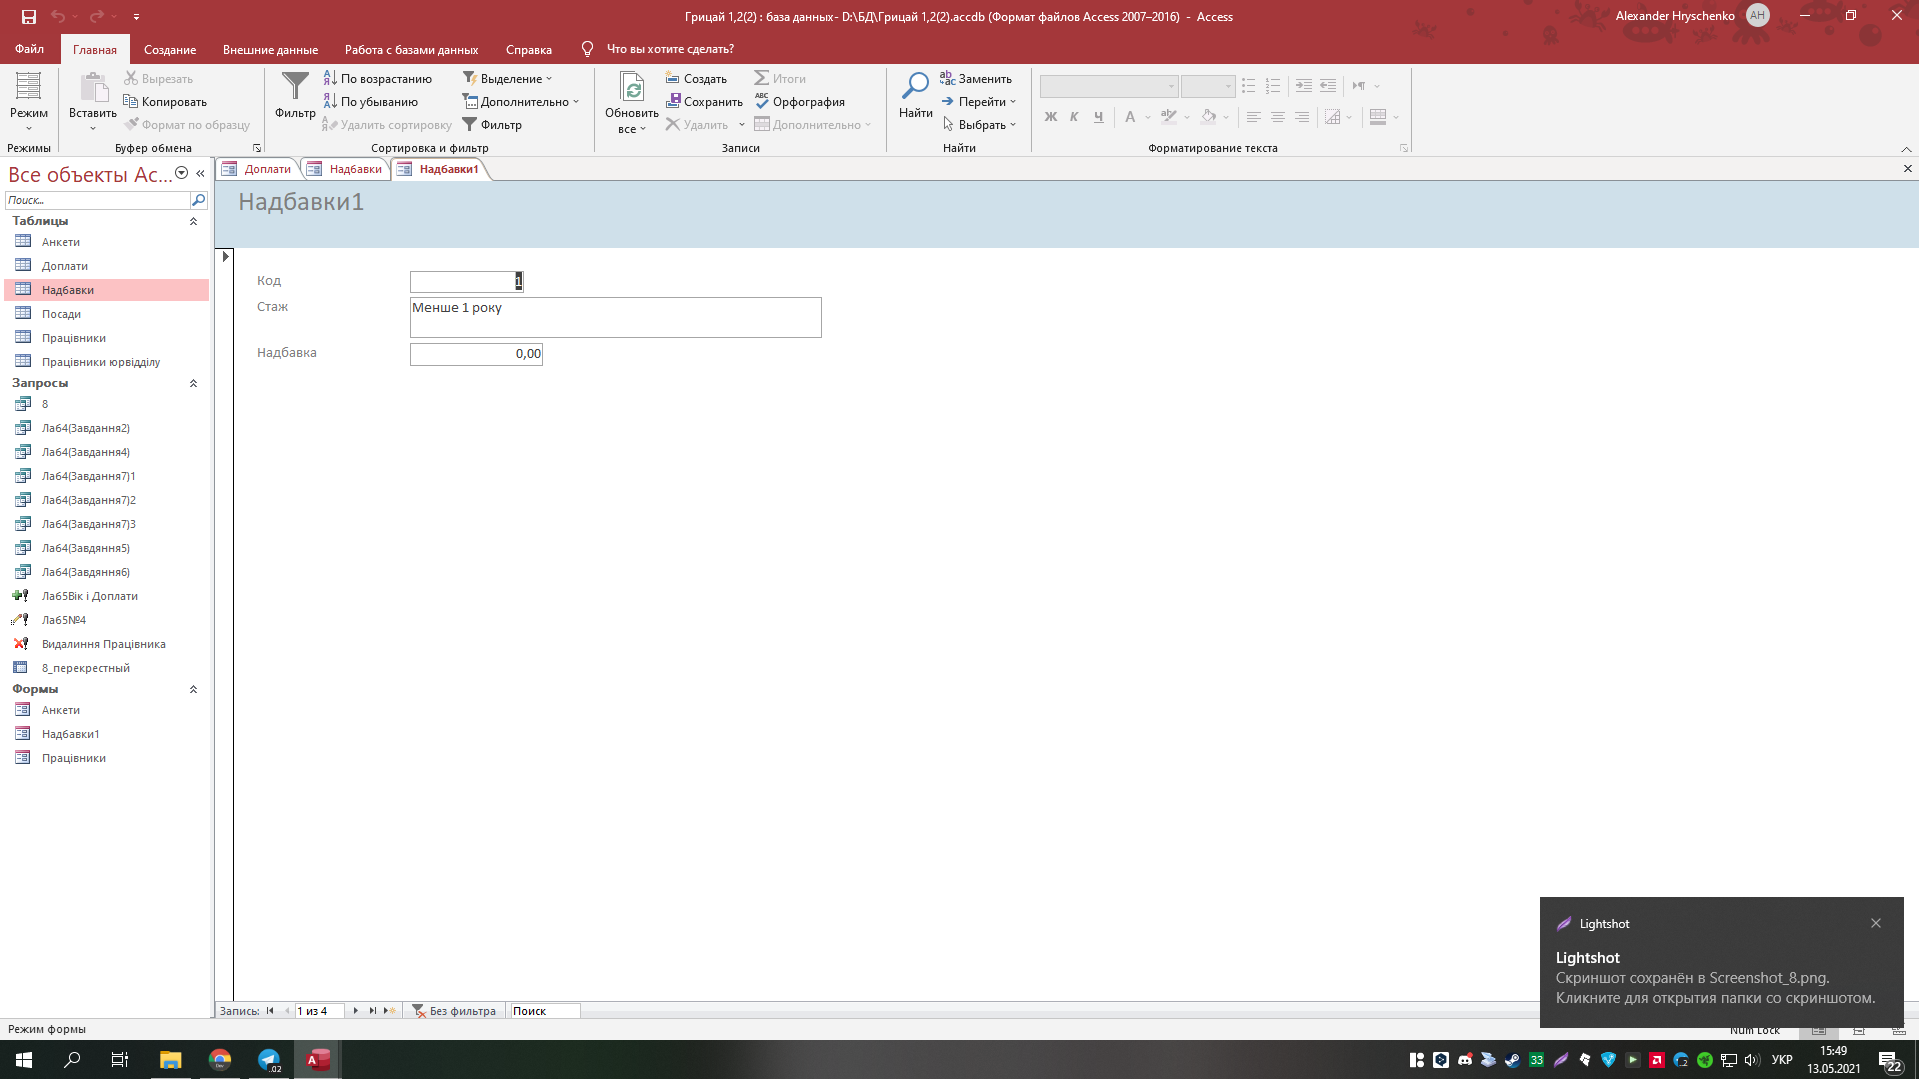 Грицай 1,2(2) : база данных- D:\БД\Грицай 1,2(2).accdb (Формат файлов Access 2007–2016) - Access
Alexander Hryschenko AH
Файл Главная Создание Внешние данные Работа с базами данных Справка Что вы хотите сделать?
Режим
Режимы
Вставить
Вырезать
Копировать
Формат по образцу
Буфер обмена
Фильтр
По возрастанию
По убыванию
Удалить сортировку
Выделение
Дополнительно
Фильтр
Сортировка и фильтр
Обновить
все
Создать
Сохранить
Удалить
Итоги
Орфография
Дополнительно
Записи
Найти
Заменить
Перейти
Выбрать
Найти
Ж К Ч А
Форматирование текста
Все объекты Ac...
Поиск...
Таблицы
Анкети
Доплати
Надбавки
Посади
Працівники
Працівники юрвідділу
Запросы
8
Лаб4(Завдання2)
Лаб4(Завдання4)
Лаб4(Завдання7)1
Лаб4(Завдання7)2
Лаб4(Завдання7)3
Лаб4(Завдяння5)
Лаб4(Завдяння6)
Лаб5Вік і Доплати
Лаб5№4
Видалиння Працівника
8_перекрестный
Формы
Анкети
Надбавки1
Працівники
Доплати Надбавки Надбавки1
Надбавки1
Код 1
Стаж Менше 1 року
Надбавка 0,00
Запись: 1 из 4 Без фильтра Поиск
Режим формы
Num Lock
Lightshot
Lightshot
Скриншот сохранён в Screenshot_8.png.
Кликните для открытия папки со скриншотом.
Dev
..02
33
УКР
15:49
13.05.2021
22